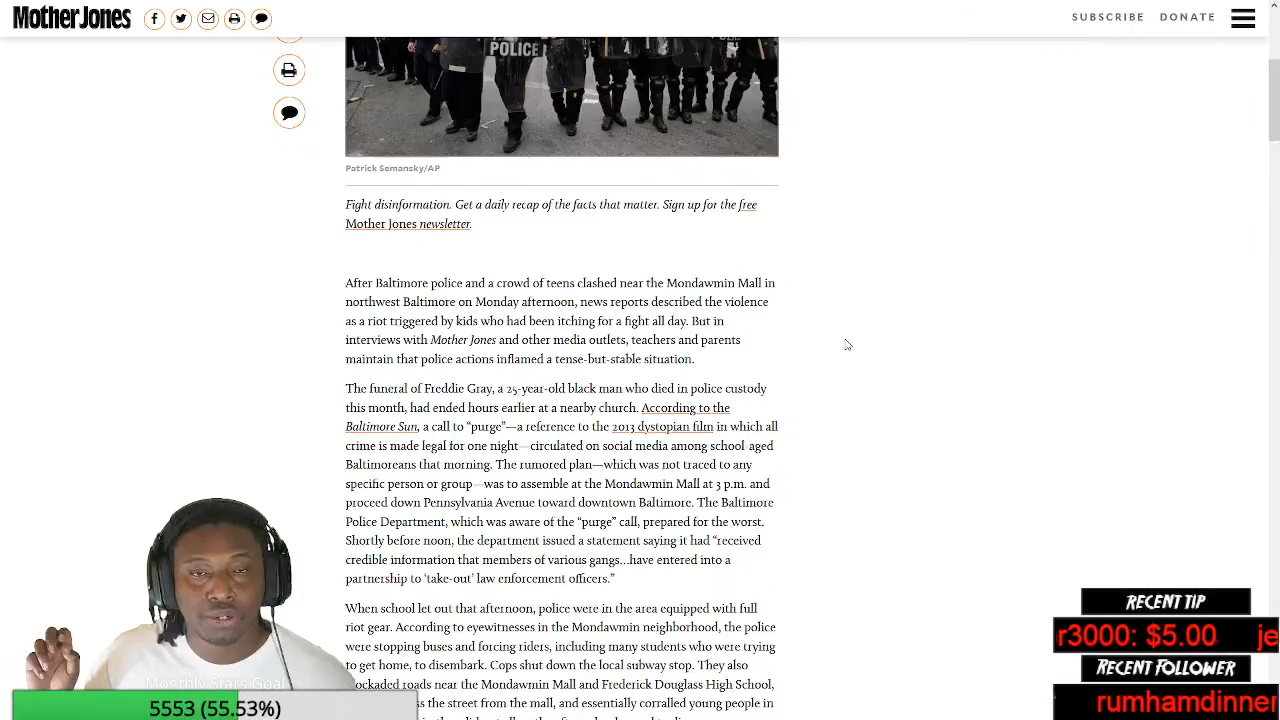 Mother Jones
SUBSCRIBE DONATE
POLICE
Patrick Semansky/AP
Fight disinformation. Get a daily recap of the facts that matter. Sign up for the free
Mother Jones newsletter.
After Baltimore police and a crowd of teens clashed near the Mondawmin Mall in
northwest Baltimore on Monday afternoon, news reports described the violence
as a riot triggered by kids who had been itching for a fight all day. But in
interviews with Mother Jones and other media outlets, teachers and parents
maintain that police actions inflamed a tense-but-stable situation.
The funeral of Freddie Gray, a 25-year-old black man who died in police custody
this month, had ended hours earlier at a nearby church. According to the
Baltimore Sun, a call to “purge”—a reference to the 2013 dystopian film in which all
crime is made legal for one night—circulated on social media among school-aged
Baltimoreans that morning. The rumored plan—which was not traced to any
specific person or group—was to assemble at the Mondawmin Mall at 3 p.m. and
proceed down Pennsylvania Avenue toward downtown Baltimore. The Baltimore
Police Department, which was aware of the “purge” call, prepared for the worst.
Shortly before noon, the department issued a statement saying it had “received
credible information that members of various gangs…have entered into a
partnership to ‘take-out’ law enforcement officers.”
When school let out that afternoon, police were in the area equipped with full
riot gear. According to eyewitnesses in the Mondawmin neighborhood, the police
were stopping buses and forcing riders, including many students who were trying
to get home, to disembark. Cops shut down the local subway stop. They also
blockaded roads near the Mondawmin Mall and Frederick Douglass High School,
the street from the mall, and essentially corralled young people in
Monthly Stars Goal
5553 (55.53%)
RECENT TIP
r3000: $5.00 je
RECENT FOLLOWER
rumhamdinner